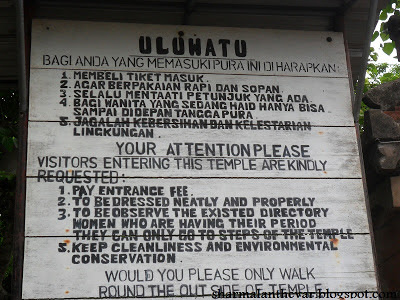 ULUWATU
BAGI ANDA YANG MEMASUKI PURA INI DI HARAPKAN:
1. MEMBELI TIKET MASUK.
2. AGAR BERPAKAIAN RAPI DAN SOPAN.
3. SELALU MENTAATI PETUNJUK YANG ADA.
4. BAGI WANITA YANG SEDANG HAID HANYA BISA
SAMPAI DIDEPAN TANGGA PURA
5. JAGALAH KEBERSIHAN DAN KELESTARIAN
LINGKUNGAN.
YOUR ATTENTION PLEASE
VISITORS ENTERING THIS TEMPLE ARE KINDLY
REQUESTED:
1. PAY ENTRANCE FEE.
2. TO BE DRESSED NEATLY AND PROPERLY
3. TO BE OBSERVE THE EXISTED DIRECTORY
WOMEN WHO ARE HAVING THEIR PERIOD
THEY CAN ONLY GO TO STEPS OF THE TEMPLE
5. KEEP CLEANLINESS AND ENVIRONMENTAL
CONSERVATION.
WOULD YOU PLEASE ONLY WALK
ROUND THE OUT SIDE OF TEMPLE
sharmalanthevar.blogspot.com